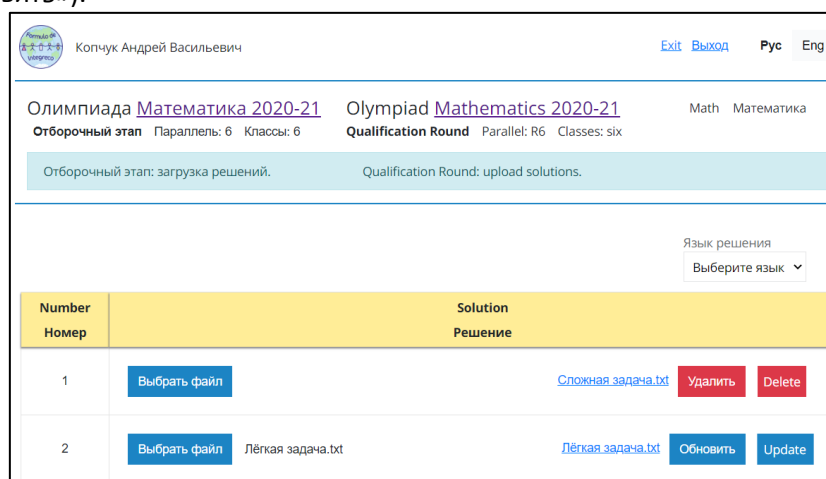 Formula de
Vitegreco
Копчук Андрей Васильевич
Exit Выход Рус Eng
Олимпиада Математика 2020-21 Olympiad Mathematics 2020-21 Math Математика
Отборочный этап Параллель: 6 Классы: 6 Qualification Round Parallel: R6 Classes: six
Отборочный этап: загрузка решений. Qualification Round: upload solutions.
Язык решения
Выберите язык
Number Solution
Номер Решение
1 Выбрать файл Сложная задача.txt Удалить Delete
2 Выбрать файл Лёгкая задача.txt Лёгкая задача.txt Обновить Update